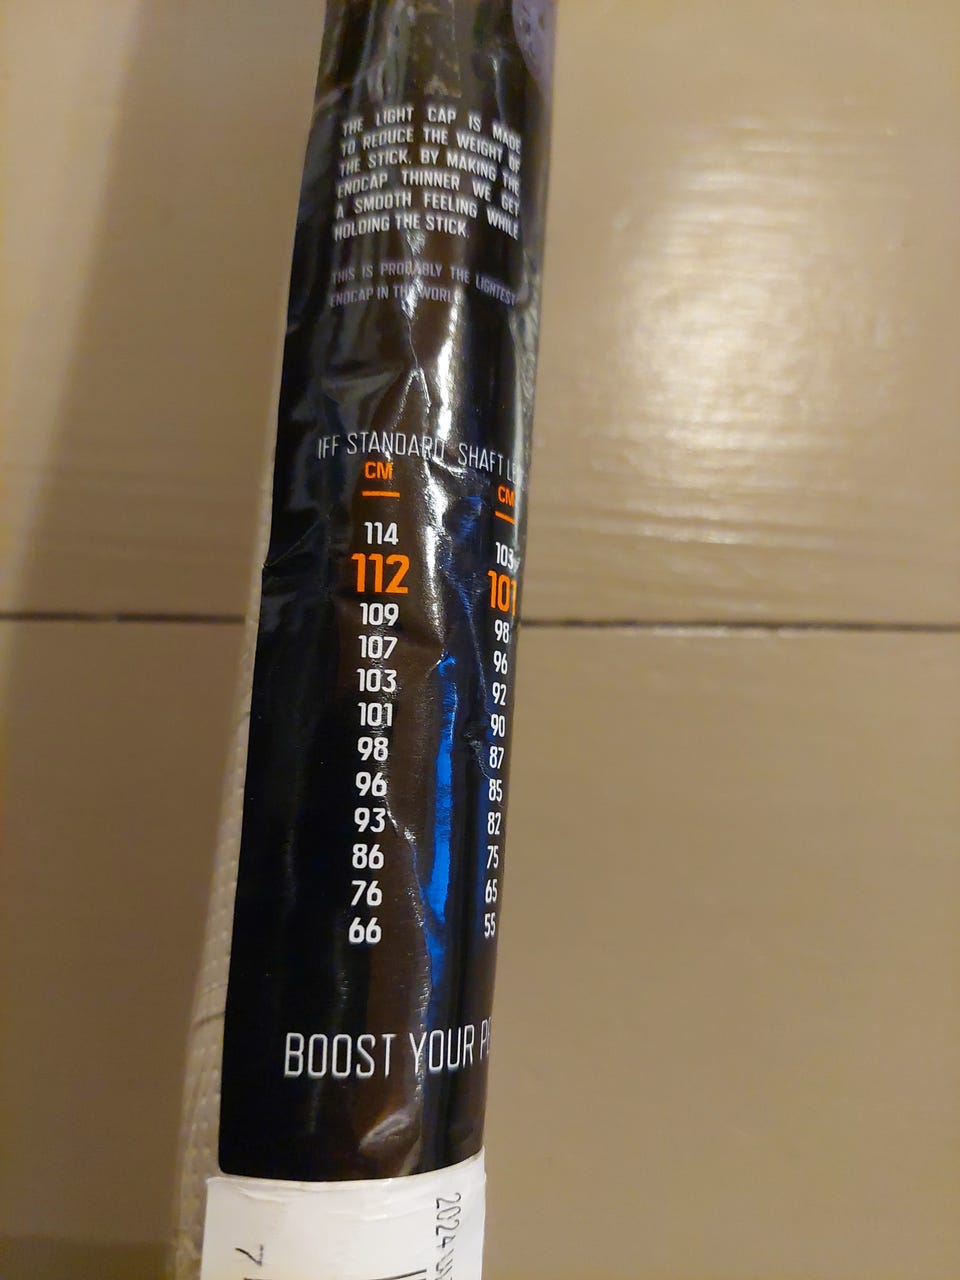 THE LIGHT CAP IS MADE
TO REDUCE THE WEIGHT OF
THE STICK. BY MAKING THE
ENDCAP THINNER WE GET
A SMOOTH FEELING WHILE
HOLDING THE STICK.
THIS IS PROBABLY THE LIGHTEST
ENDCAP IN THE WORLD
IFF STANDARD SHAFT
CM CM
114 103
112 101
109 98
107 96
103 92
101 90
98 87
96 85
93 82
86 75
76 65
66 55
BOOST YOUR
2024
7